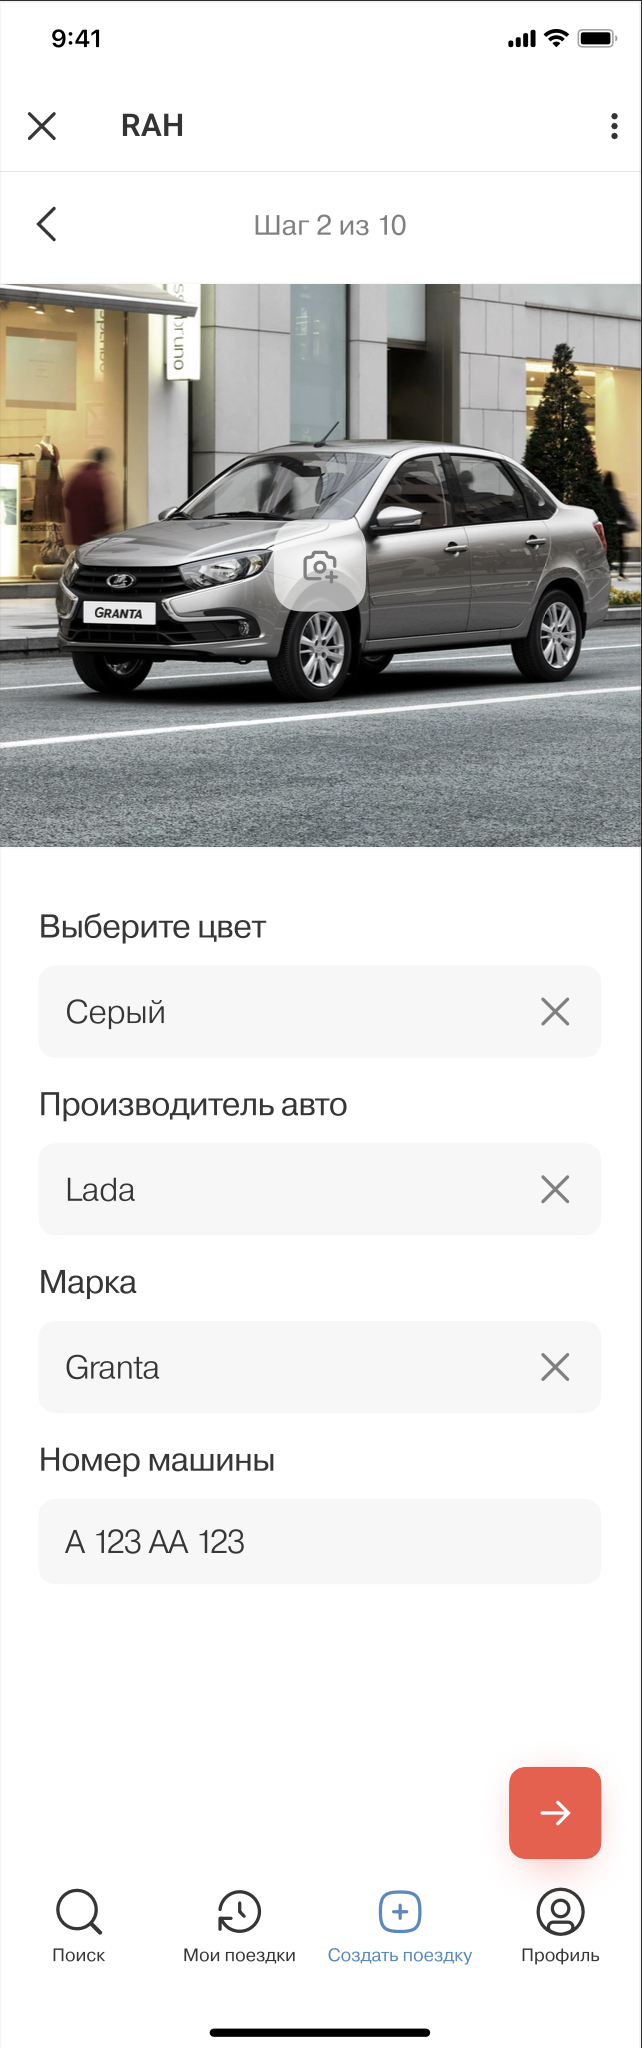 9:41
RAH
Шаг 2 из 10
GRANTA
Выберите цвет
Серый
Производитель авто
Lada
Марка
Granta
Номер машины
А 123 АА 123
Поиск
Мои поездки
Создать поездку
Профиль